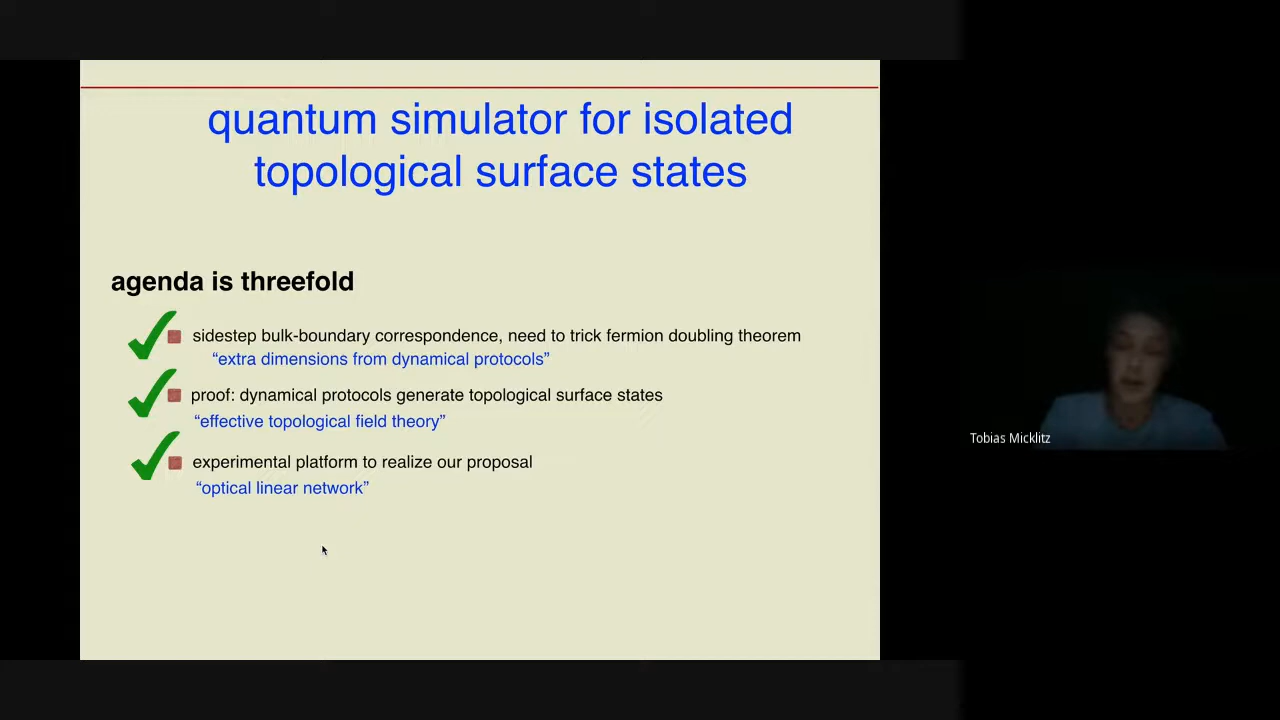 quantum simulator for isolated
topological surface states
agenda is threefold
sidestep bulk-boundary correspondence, need to trick fermion doubling theorem
“extra dimensions from dynamical protocols”
proof: dynamical protocols generate topological surface states
“effective topological field theory”
experimental platform to realize our proposal
“optical linear network”
Tobias Micklitz